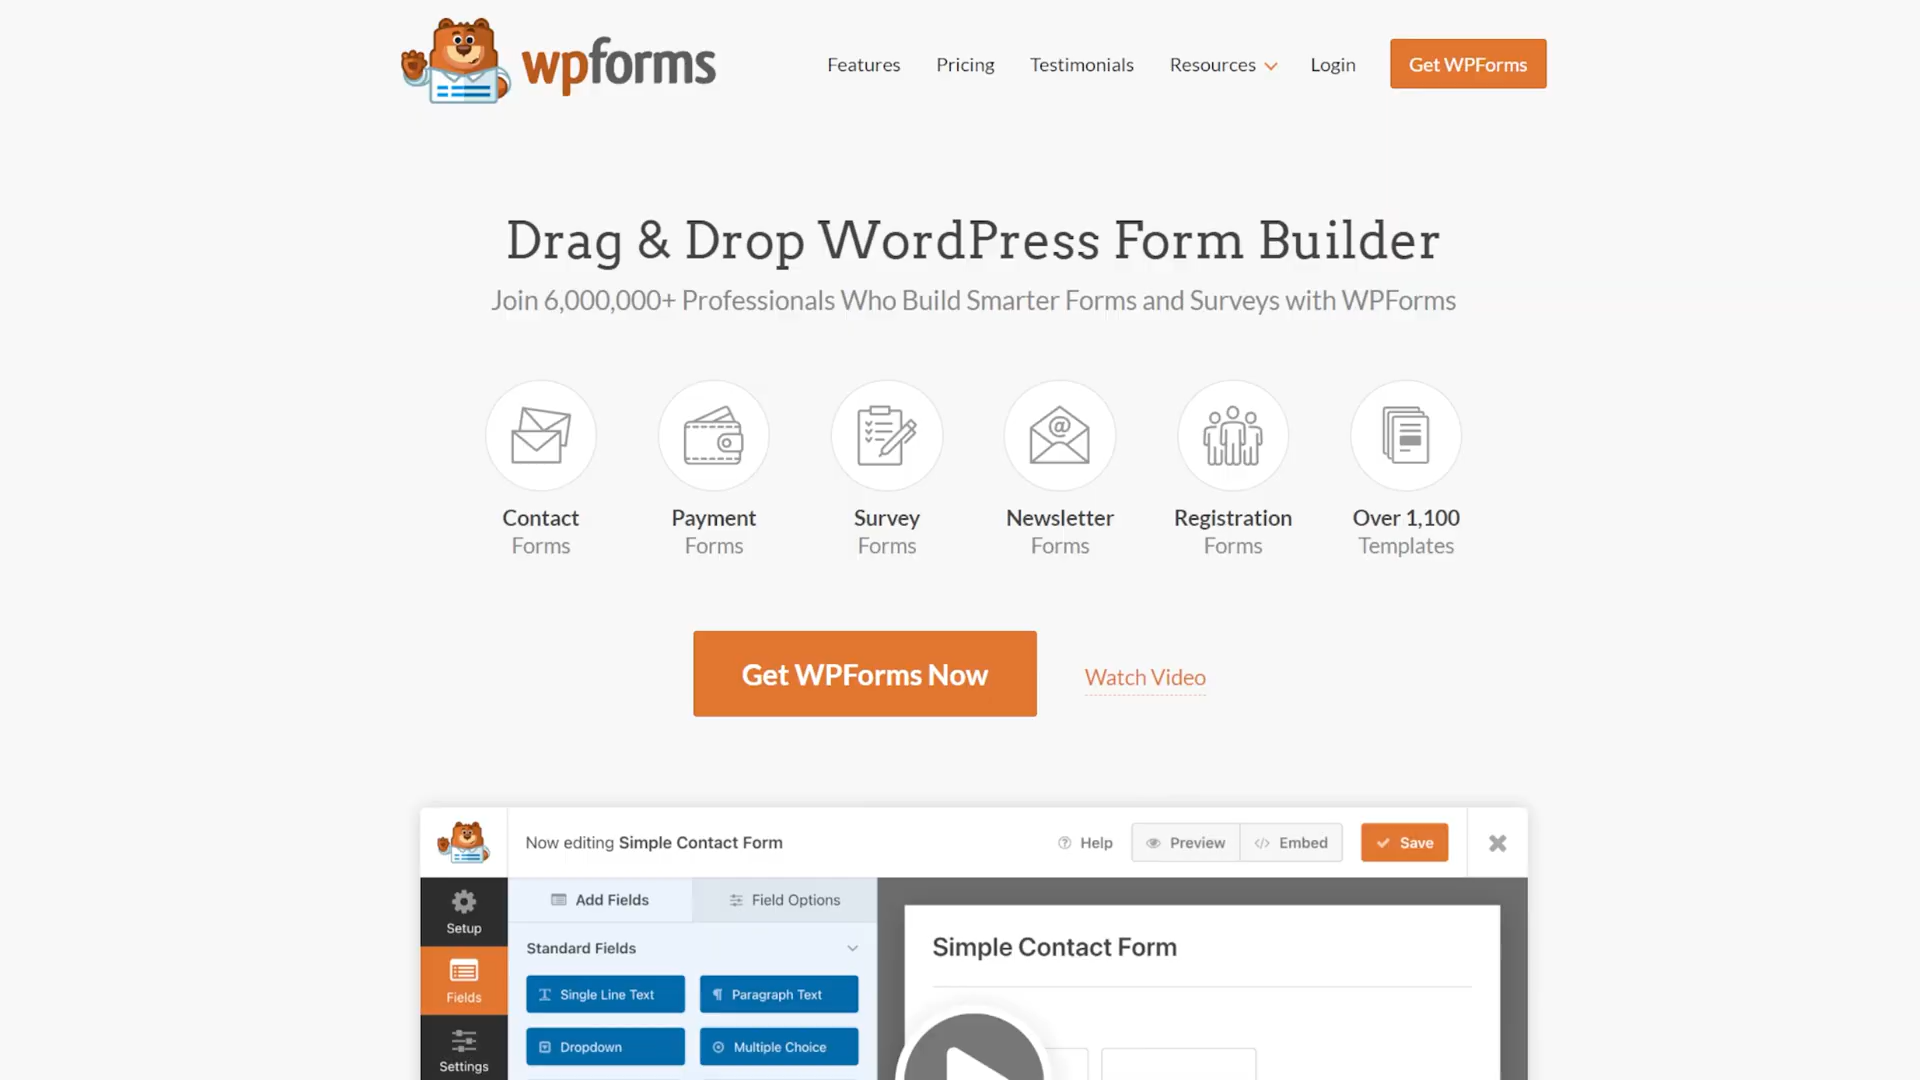 wpforms
Features Pricing Testimonials Resources Login Get WPForms
Drag & Drop WordPress Form Builder
Join 6,000,000+ Professionals Who Build Smarter Forms and Surveys with WPForms
Contact
Forms
Payment
Forms
Survey
Forms
Newsletter
Forms
Registration
Forms
Over 1,100
Templates
Get WPForms Now
Watch Video
Now editing Simple Contact Form
Help
Preview
Embed
Save
Setup
Fields
Settings
Add Fields
Field Options
Standard Fields
Single Line Text
Paragraph Text
Dropdown
Multiple Choice
Simple Contact Form